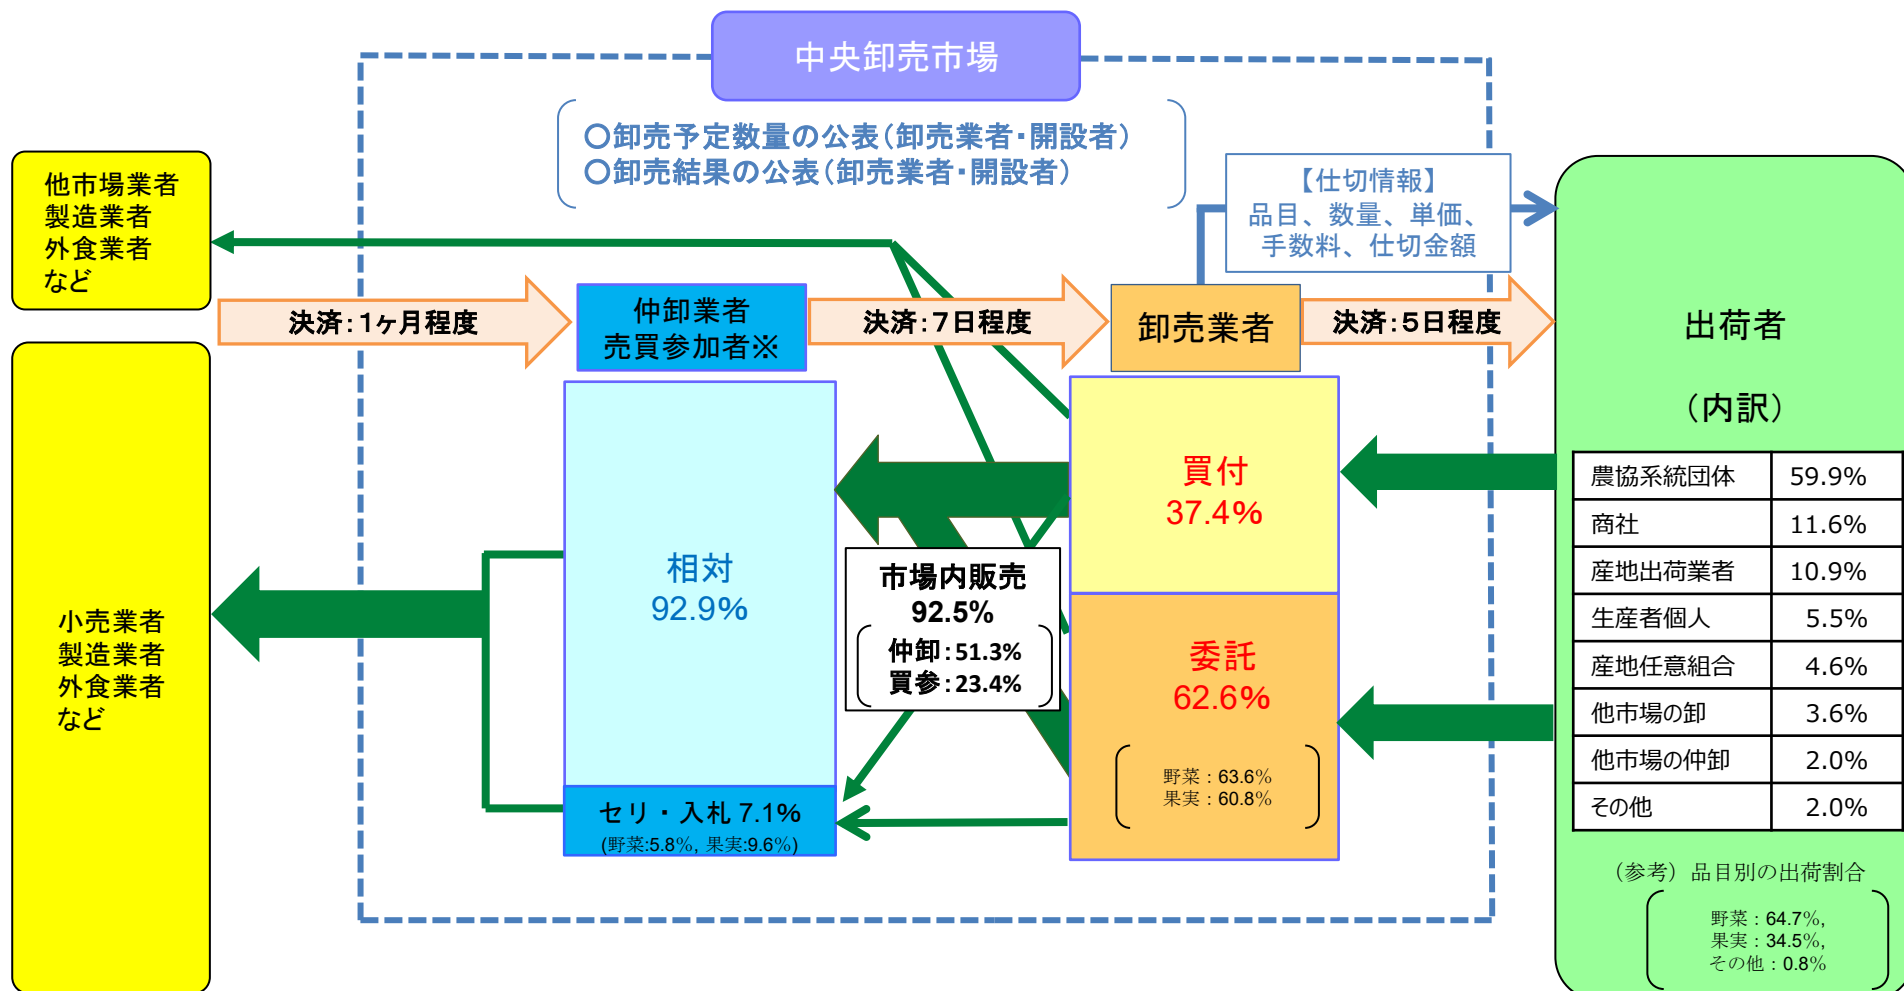 中央卸売市場
○卸売予定数量の公表(卸売業者・開設者)
○卸売結果の公表(卸売業者・開設者)
他市場業者
製造業者
外食業者
など
【仕切情報】
品目、数量、単価、
手数料、仕切金額
決済:1ヶ月程度
仲卸業者
売買参加者※
決済:7日程度
卸売業者
決済:5日程度
出荷者
(内訳)
農協系統団体 59.9%
商社 11.6%
産地出荷業者 10.9%
生産者個人 5.5%
産地任意組合 4.6%
他市場の卸 3.6%
他市場の仲卸 2.0%
その他 2.0%
(参考)品目別の出荷割合
野菜:64.7%,
果実:34.5%,
その他:0.8%
買付
37.4%
委託
62.6%
野菜:63.6%
果実:60.8%
市場内販売
92.5%
仲卸:51.3%
買参:23.4%
相対
92.9%
セリ・入札 7.1%
(野菜:5.8%, 果実:9.6%)
小売業者
製造業者
外食業者
など